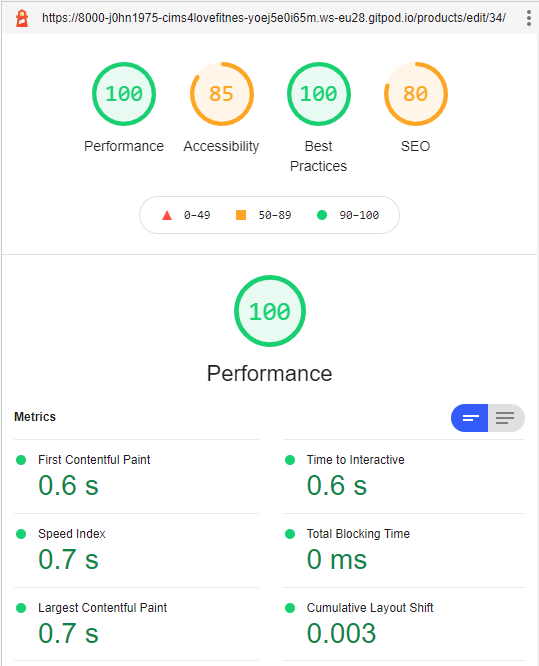 https://8000-j0hn1975-cims4lovefitnes-yoej5e0i65m.ws-eu28.gitpod.io/products/edit/34/
100 85 100 80
Performance Accessibility Best Practices SEO
0–49 50–89 90–100
100
Performance
Metrics
First Contentful Paint
0.6 s
Time to Interactive
0.6 s
Speed Index
0.7 s
Total Blocking Time
0 ms
Largest Contentful Paint
0.7 s
Cumulative Layout Shift
0.003